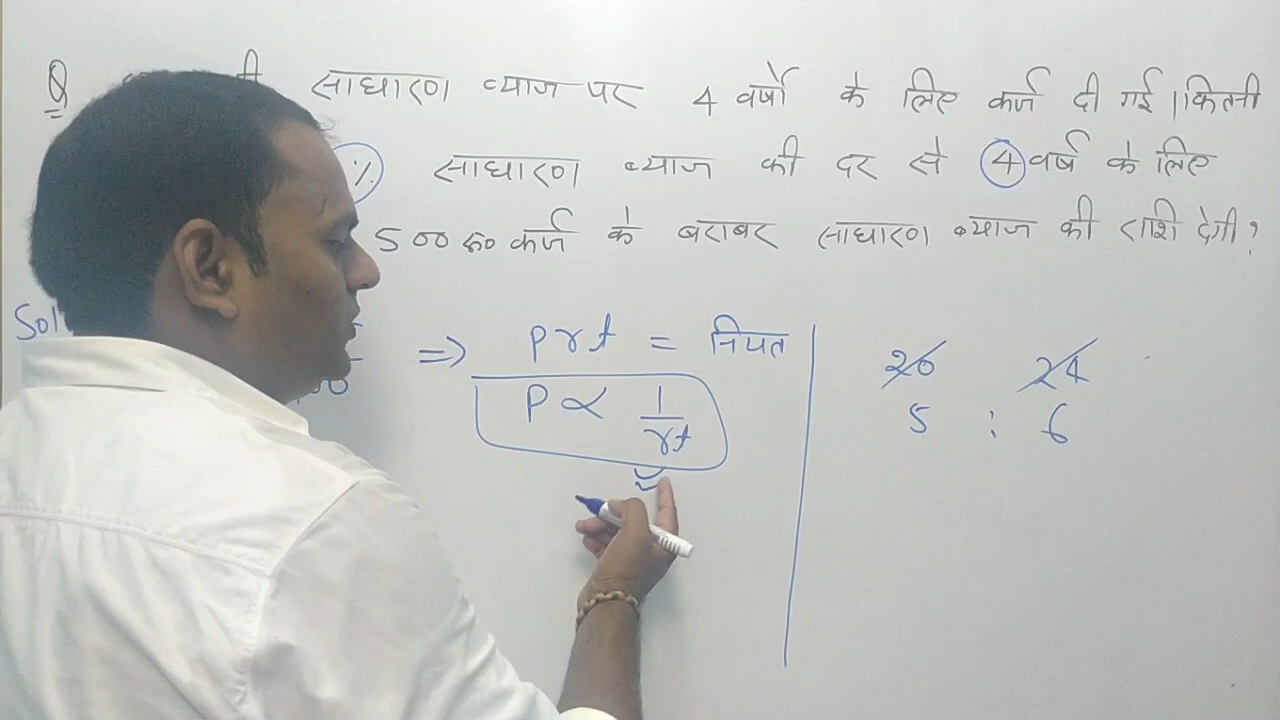 Q साधारण ब्याज पर 4 वर्षो के लिए कर्ज दी गई । कितनी
% साधारण ब्याज की दर से 4 वर्ष के लिए
500 रू० कर्ज के बराबर साधारण ब्याज की राशि देगी ?
Sol
⇒ prt = नियत
P ∝ 1/rt
20 24
5 : 6